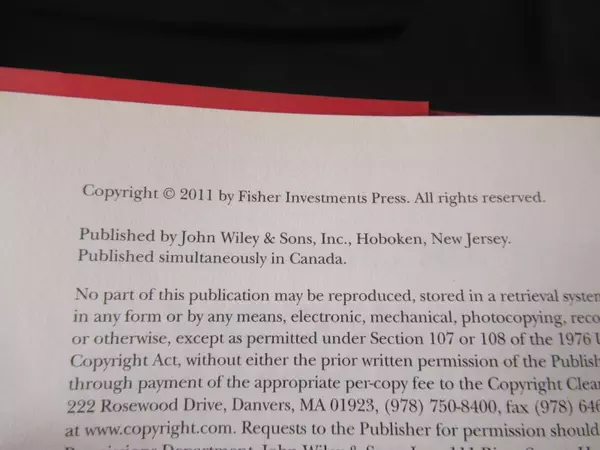 Copyright © 2011 by Fisher Investments Press. All rights reserved.
Published by John Wiley & Sons, Inc., Hoboken, New Jersey.
Published simultaneously in Canada.
No part of this publication may be reproduced, stored in a retrieval system
in any form or by any means, electronic, mechanical, photocopying, reco
or otherwise, except as permitted under Section 107 or 108 of the 1976 U
Copyright Act, without either the prior written permission of the Publish
through payment of the appropriate per-copy fee to the Copyright Clear
222 Rosewood Drive, Danvers, MA 01923, (978) 750-8400, fax (978) 646
at www.copyright.com. Requests to the Publisher for permission should